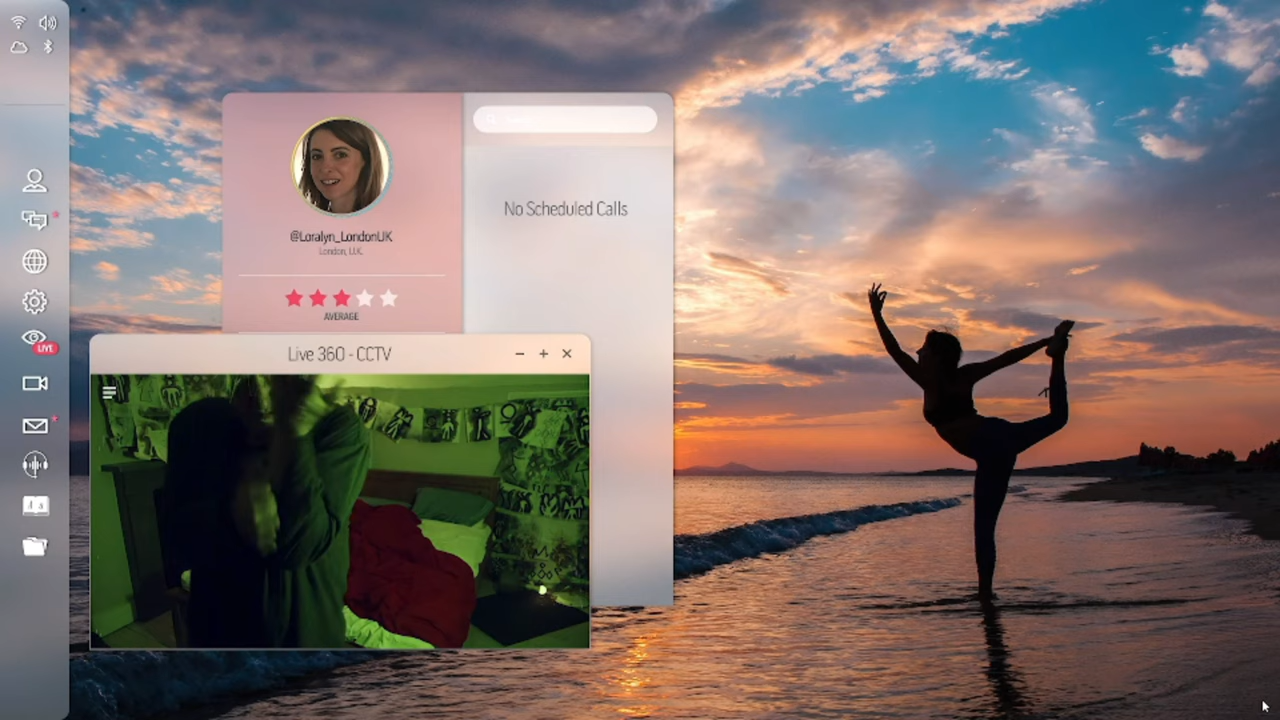 @Loralyn_LondonUK
London, U.K.
AVERAGE
No Scheduled Calls
LIVE
Live 360 - CCTV